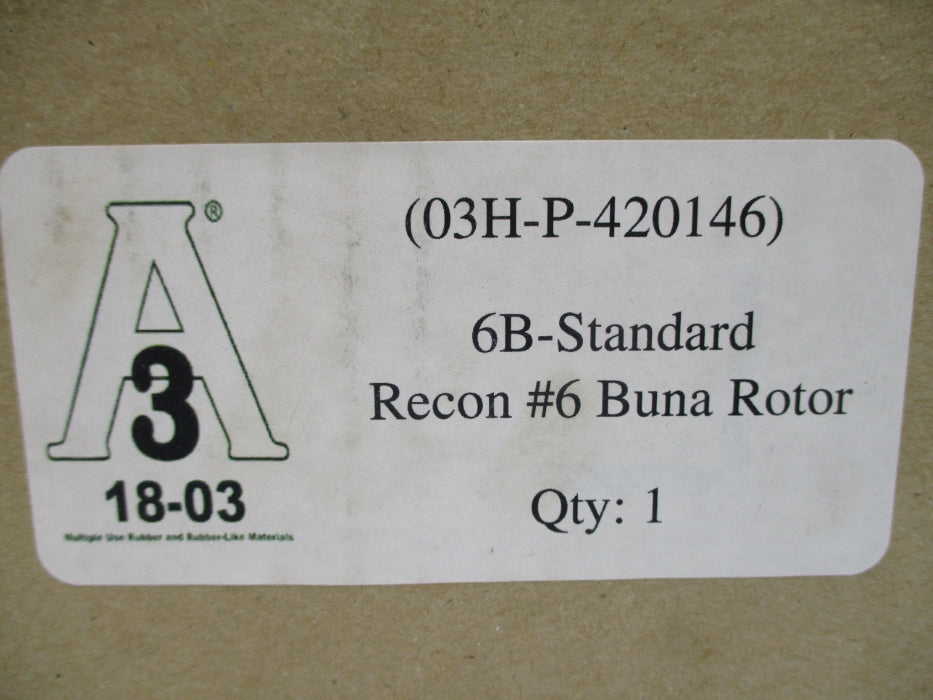 A®
3
18-03
Multiple Use Rubber and Rubber-Like Materials
(03H-P-420146)
6B-Standard
Recon #6 Buna Rotor
Qty: 1